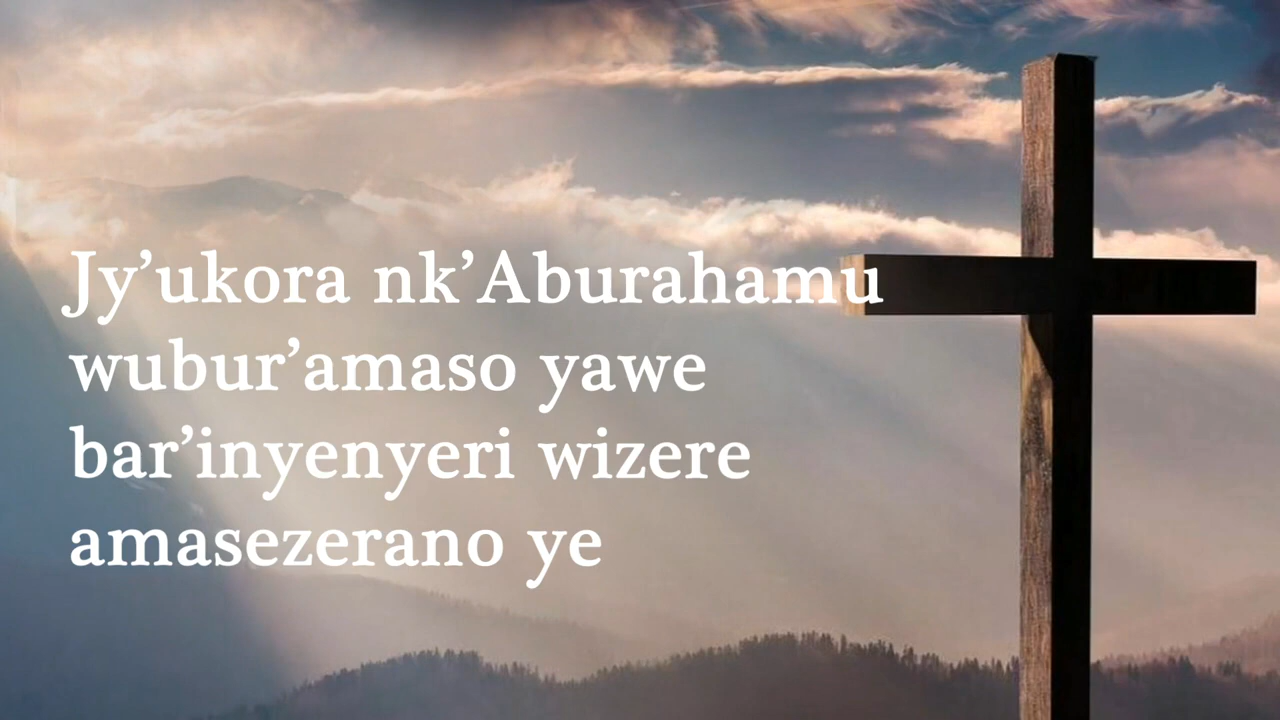 Jy’ukora nk’Aburahamu
wubur’amaso yawe
bar’inyenyeri wizere
amasezerano ye